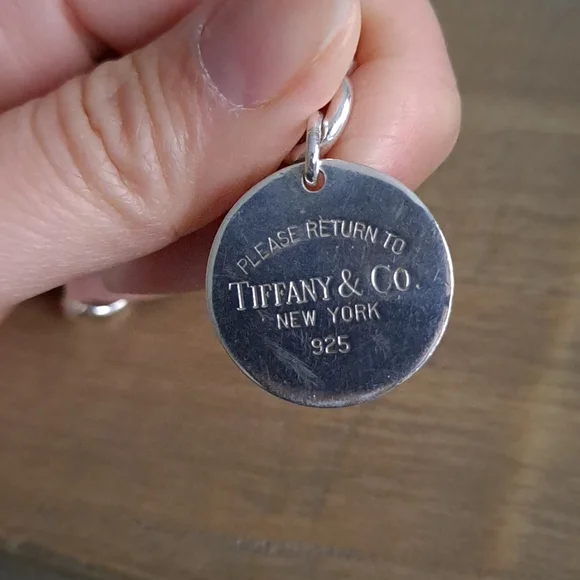 PLEASE RETURN TO
TIFFANY & CO.
NEW YORK
925